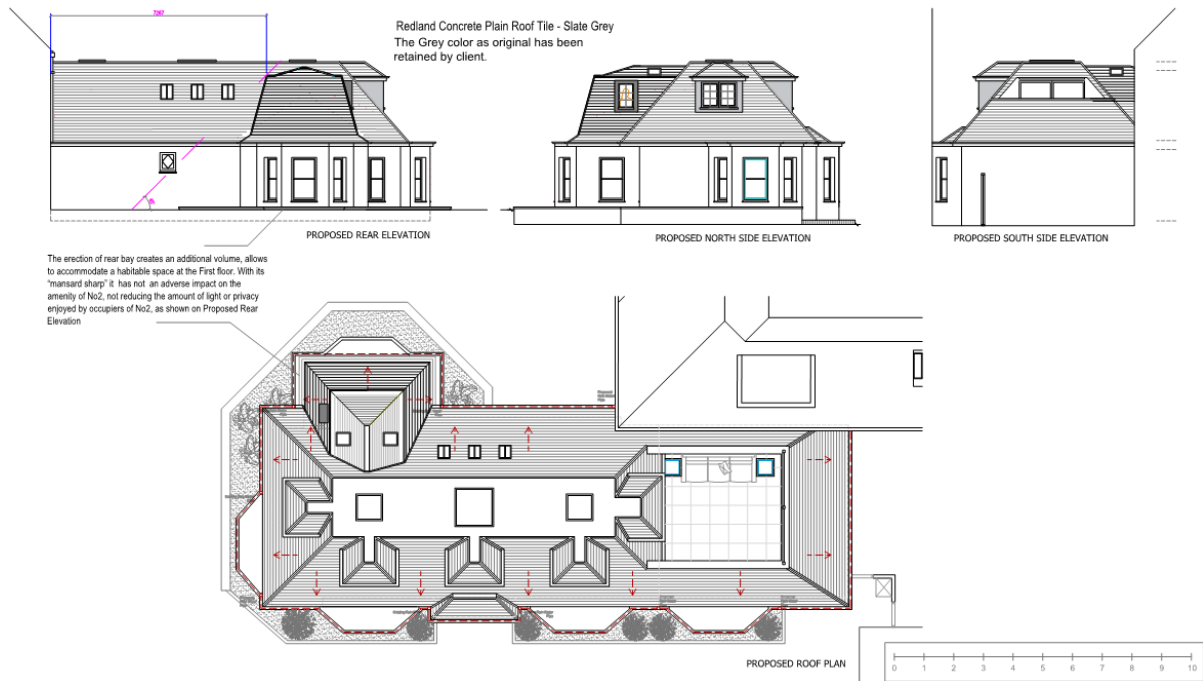 7267
Redland Concrete Plain Roof Tile - Slate Grey
The Grey color as original has been
retained by client.
PROPOSED REAR ELEVATION
PROPOSED NORTH SIDE ELEVATION
PROPOSED SOUTH SIDE ELEVATION
The erection of rear bay creates an additional volume, allows
to accommodate a habitable space at the First floor. With its
"mansard sharp" it has not an adverse impact on the
amenity of No2, not reducing the amount of light or privacy
enjoyed by occupiers of No2, as shown on Proposed Rear
Elevation
PROPOSED ROOF PLAN
0 1 2 3 4 5 6 7 8 9 10